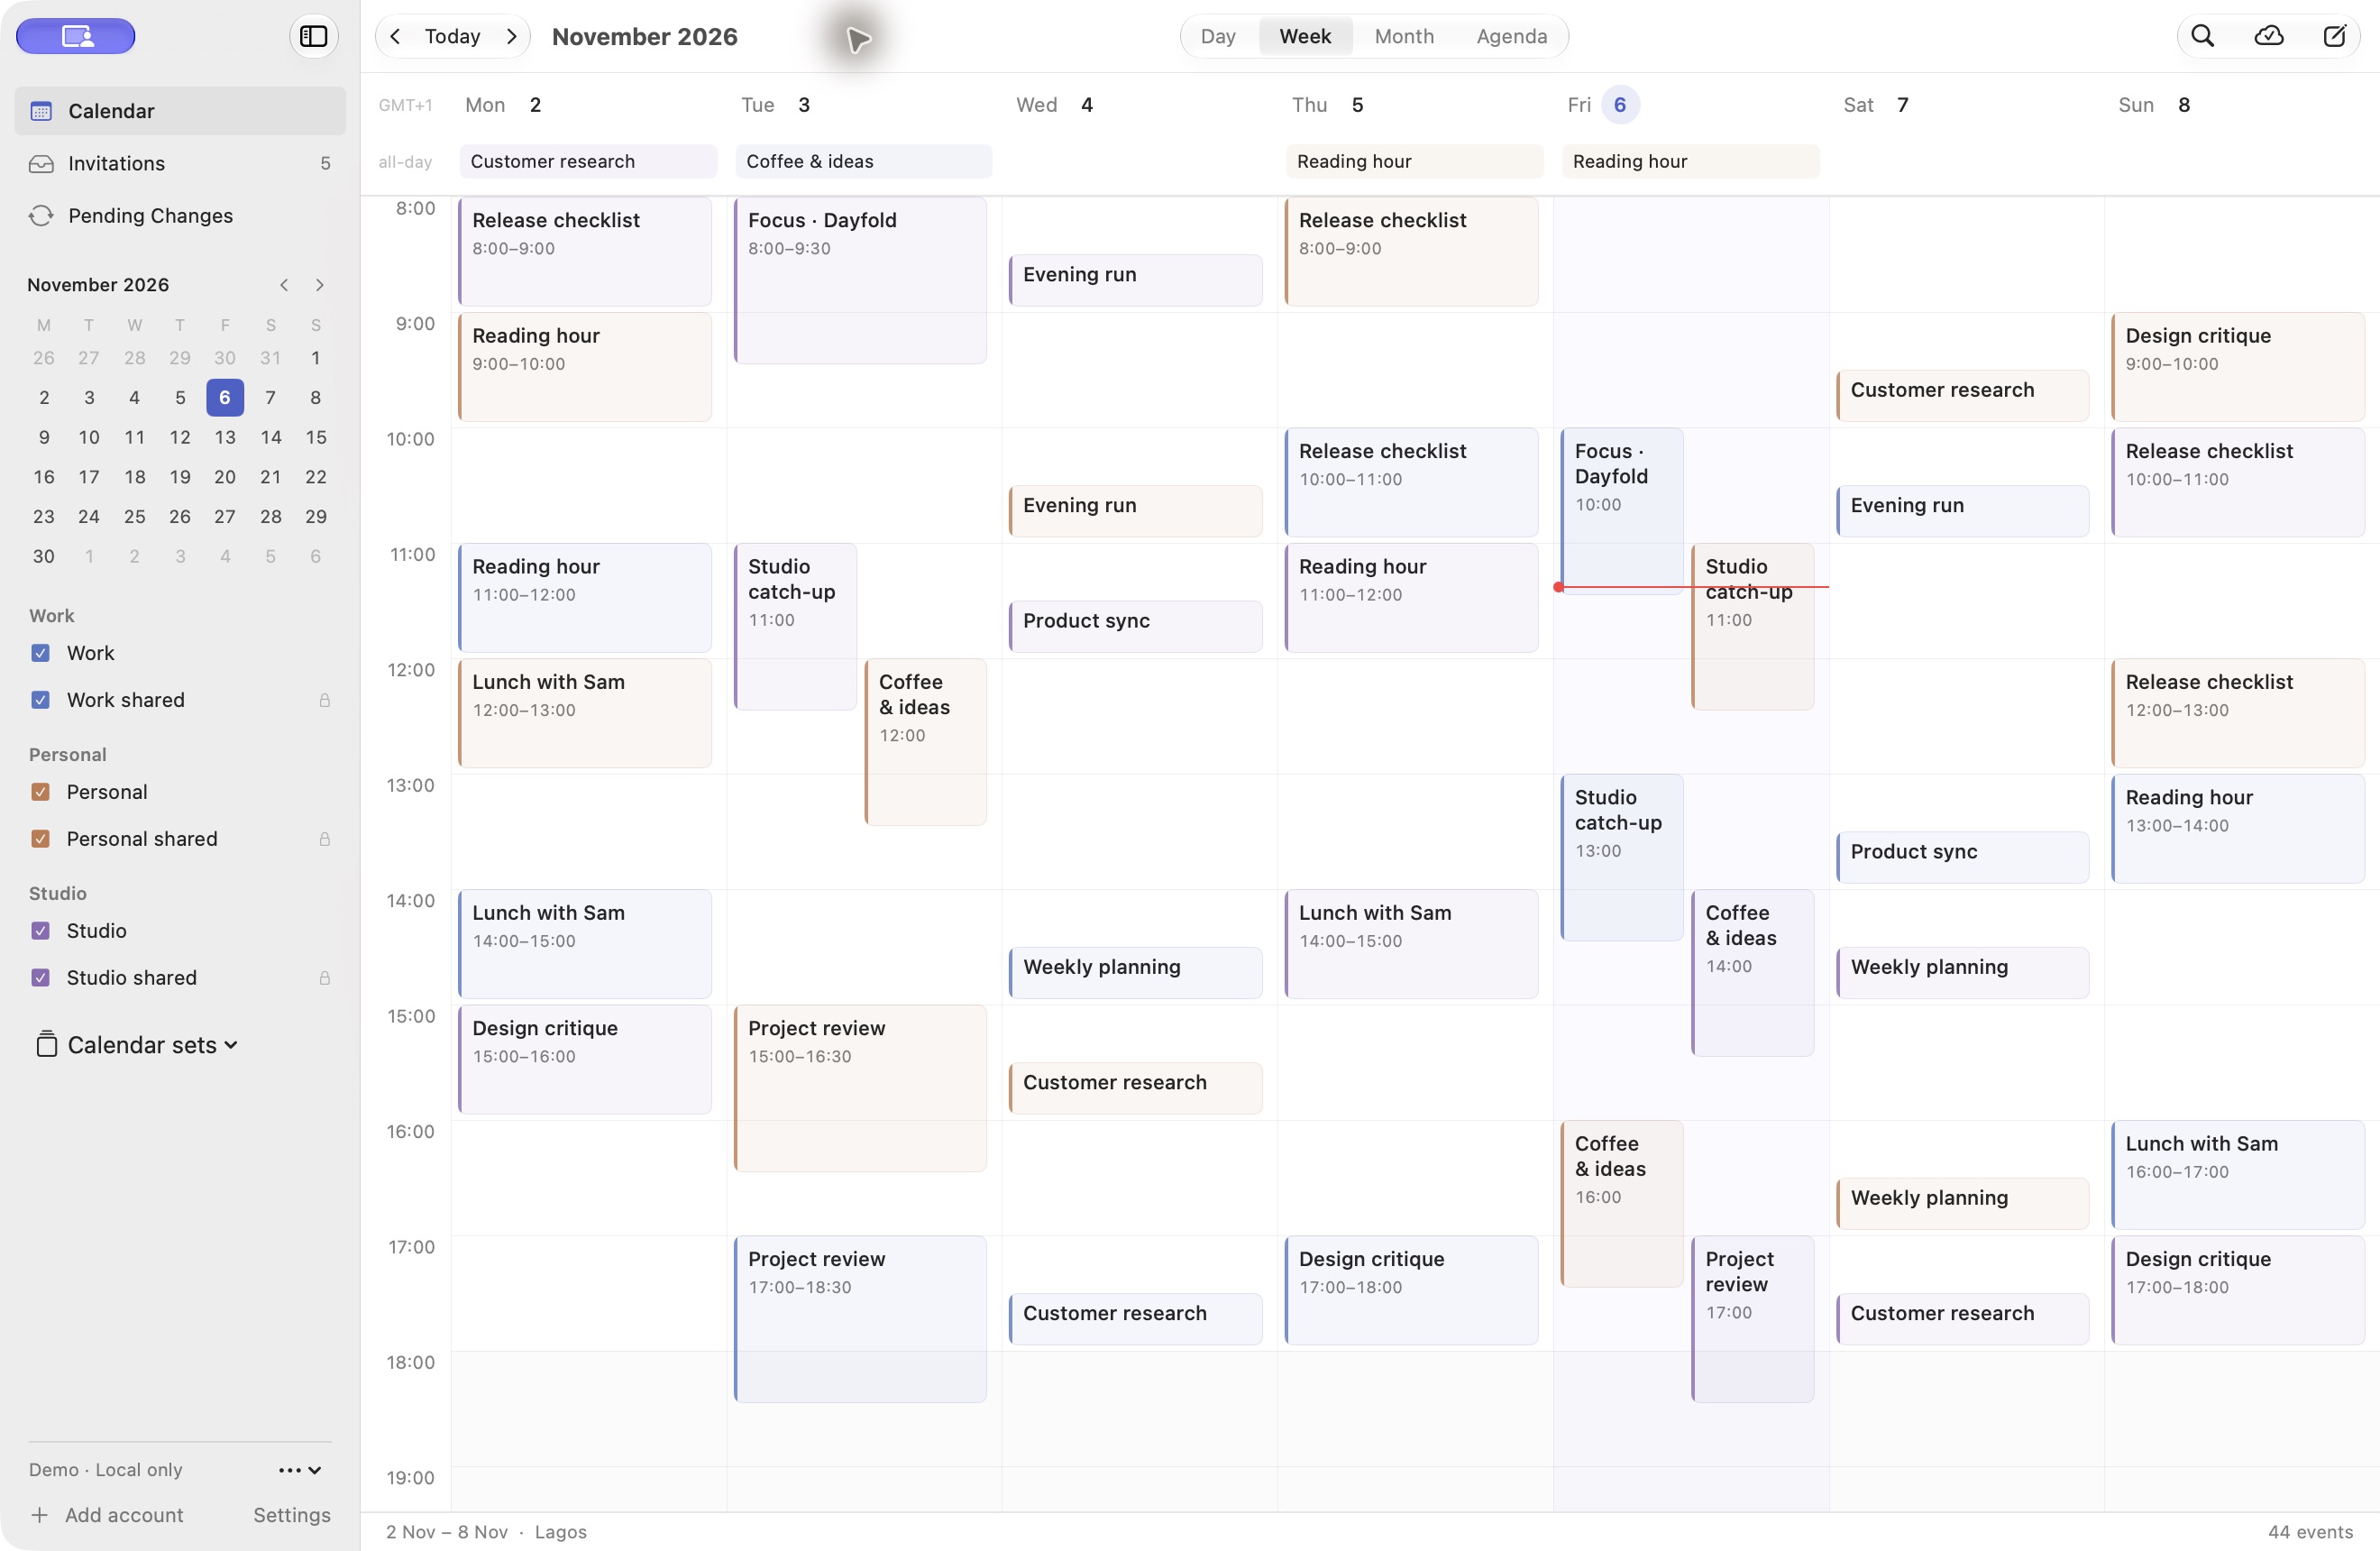 Today
November 2026
Day
Week
Month
Agenda
Calendar
Invitations
5
Pending Changes
November 2026
M T W T F S S
26 27 28 29 30 31 1
2 3 4 5 6 7 8
9 10 11 12 13 14 15
16 17 18 19 20 21 22
23 24 25 26 27 28 29
30 1 2 3 4 5 6
Work
Work
Work shared
Personal
Personal
Personal shared
Studio
Studio
Studio shared
Calendar sets
Demo · Local only
Add account
Settings
GMT+1
Mon 2
Tue 3
Wed 4
Thu 5
Fri 6
Sat 7
Sun 8
all-day
Customer research
Coffee & ideas
Reading hour
Reading hour
8:00
9:00
10:00
11:00
12:00
13:00
14:00
15:00
16:00
17:00
18:00
19:00
Release checklist
8:00–9:00
Reading hour
9:00–10:00
Reading hour
11:00–12:00
Lunch with Sam
12:00–13:00
Lunch with Sam
14:00–15:00
Design critique
15:00–16:00
Focus · Dayfold
8:00–9:30
Studio
catch-up
11:00
Coffee
& ideas
12:00
Project review
15:00–16:30
Project review
17:00–18:30
Evening run
Evening run
Product sync
Weekly planning
Customer research
Customer research
Release checklist
8:00–9:00
Release checklist
10:00–11:00
Reading hour
11:00–12:00
Lunch with Sam
14:00–15:00
Design critique
17:00–18:00
Focus ·
Dayfold
10:00
Studio
catch-up
11:00
Studio
catch-up
13:00
Coffee
& ideas
14:00
Coffee
& ideas
16:00
Project
review
17:00
Customer research
Evening run
Product sync
Weekly planning
Weekly planning
Customer research
Design critique
9:00–10:00
Release checklist
10:00–11:00
Release checklist
12:00–13:00
Reading hour
13:00–14:00
Lunch with Sam
16:00–17:00
Design critique
17:00–18:00
2 Nov – 8 Nov · Lagos
44 events